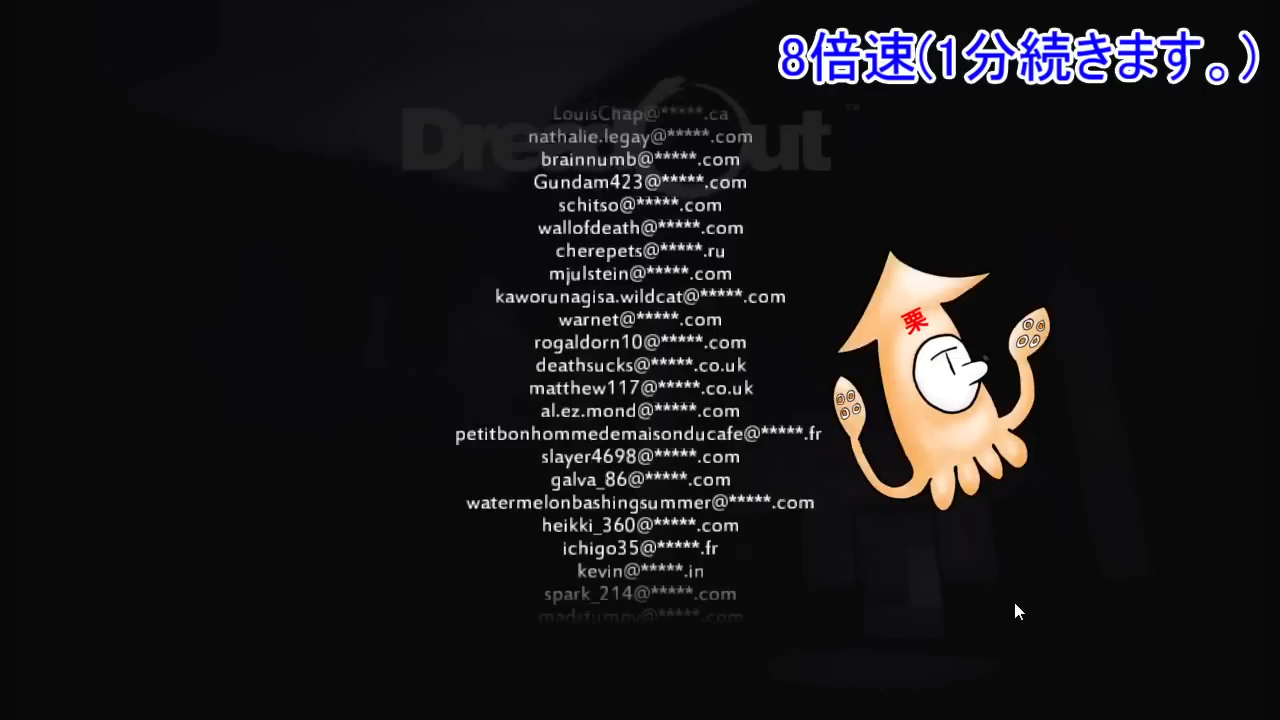 8倍速(1分続きます。)
LouisChap@*****.ca
nathalie.legay@*****.com
brainnumb@*****.com
Gundam423@*****.com
schitso@*****.com
wallofdeath@*****.com
cherepets@*****.ru
mjulstein@*****.com
kaworunagisa.wildcat@*****.com
warnet@*****.com
rogaldorn10@*****.com
deathsucks@*****.co.uk
matthew117@*****.co.uk
al.ez.mond@*****.com
petitbonhommedemaisonducafe@*****.fr
slayer4698@*****.com
galva_86@*****.com
watermelonbashingsummer@*****.com
heikki_360@*****.com
ichigo35@*****.fr
kevin@*****.in
spark_214@*****.com
madstumpy@*****.com
栗